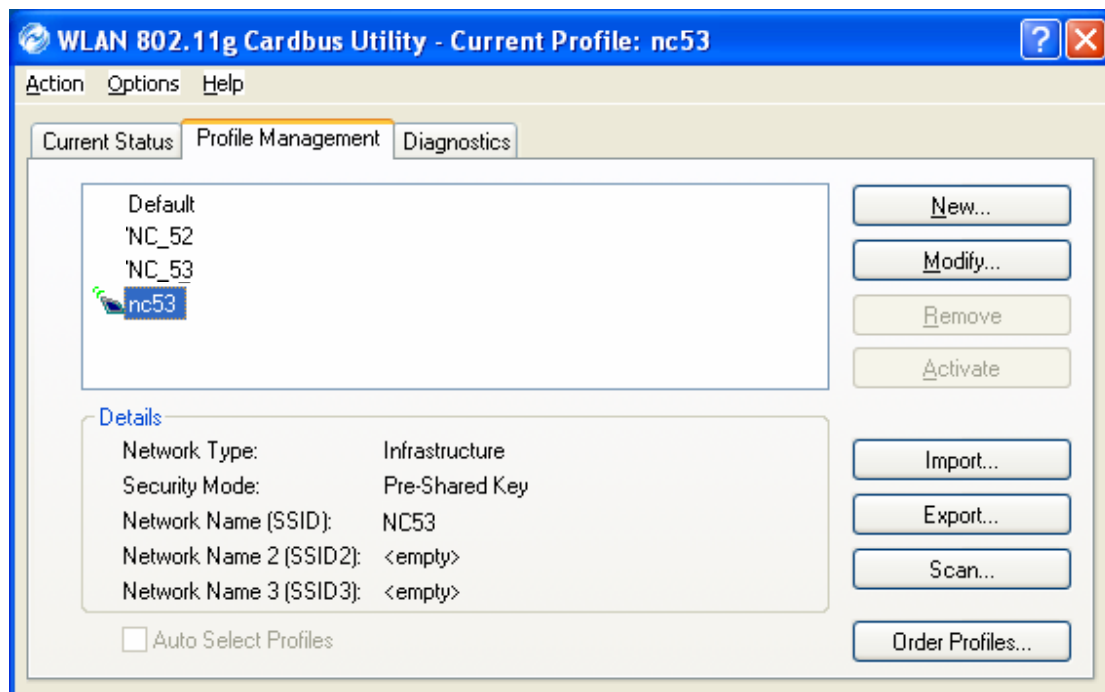 WLAN 802.11g Cardbus Utility - Current Profile: nc53
Action Options Help
Current Status Profile Management Diagnostics
Default
'NC_52
'NC_53
nc53
New...
Modify...
Remove
Activate
Details
Network Type: Infrastructure
Security Mode: Pre-Shared Key
Network Name (SSID): NC53
Network Name 2 (SSID2): <empty>
Network Name 3 (SSID3): <empty>
Import...
Export...
Scan...
Auto Select Profiles
Order Profiles...